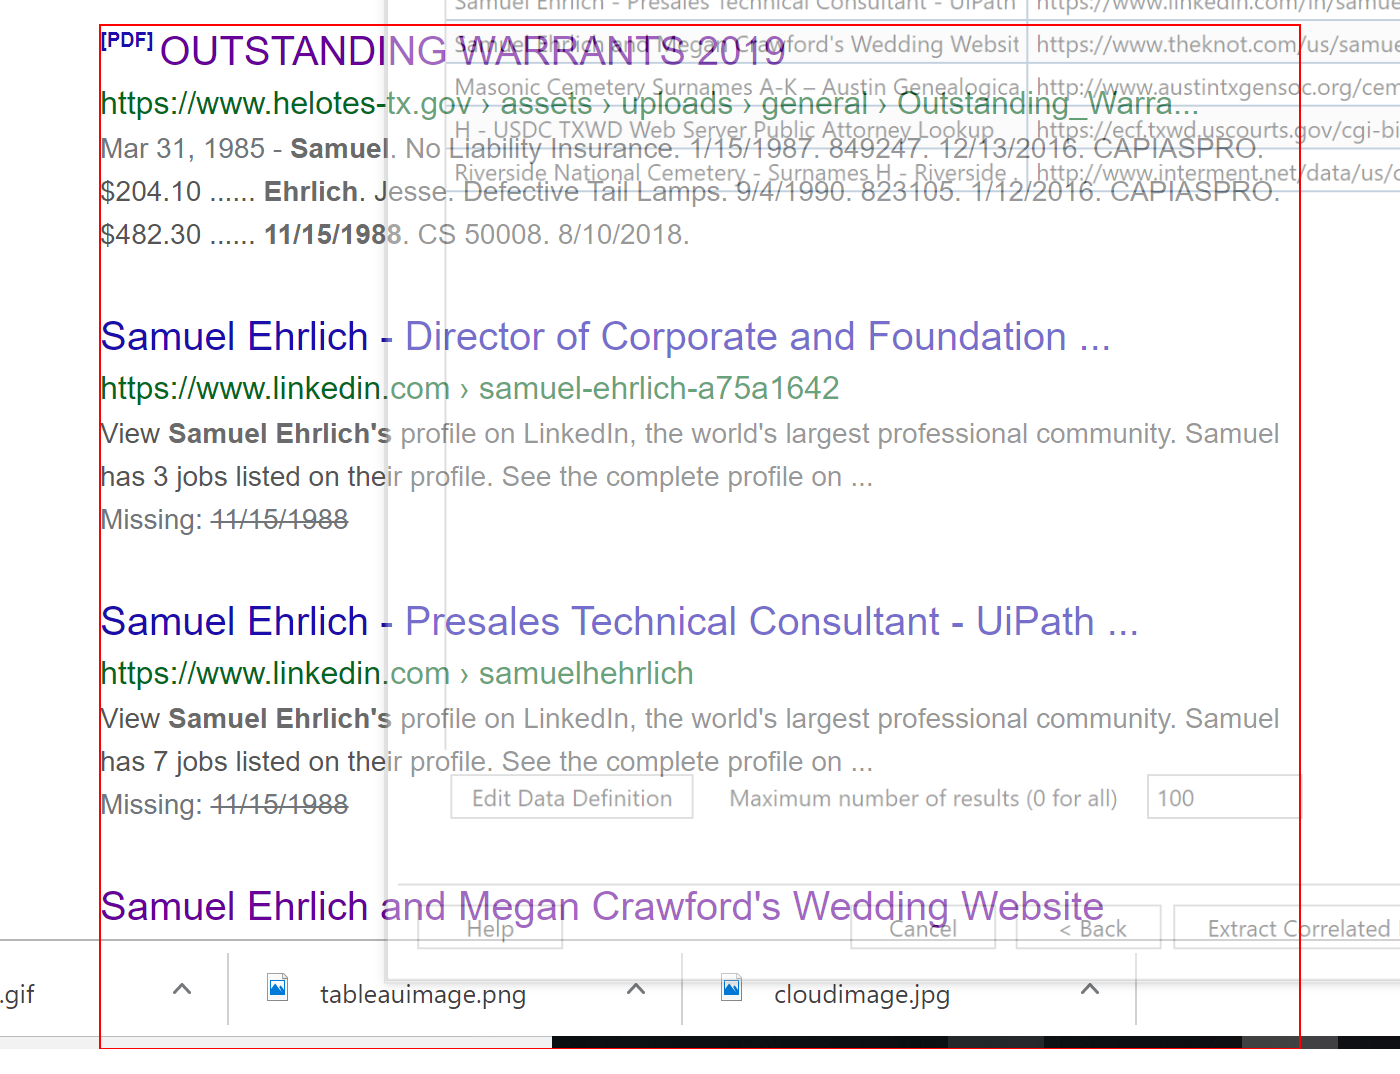 Samuel Ehrlich - Presales Technical Consultant - UiPath https://www.linkedin.com/in/samue
[PDF] OUTSTANDING WARRANTS 2019
Samuel Ehrlich and Megan Crawford's Wedding Websit https://www.theknot.com/us/samue
Masonic Cemetery Surnames A-K – Austin Genealogica http://www.austintxgensoc.org/cem
https://www.helotes-tx.gov › assets › uploads › general › Outstanding_Warra...
H - USDC TXWD Web Server Public Attorney Lookup https://ecf.txwd.uscourts.gov/cgi-bi
Mar 31, 1985 - Samuel. No Liability Insurance. 1/15/1987. 849247. 12/13/2016. CAPIASPRO.
Riverside National Cemetery - Surnames H - Riverside . http://www.interment.net/data/us/c
$204.10 ...... Ehrlich. Jesse. Defective Tail Lamps. 9/4/1990. 823105. 1/12/2016. CAPIASPRO.
$482.30 ...... 11/15/1988. CS 50008. 8/10/2018.
Samuel Ehrlich - Director of Corporate and Foundation ...
https://www.linkedin.com › samuel-ehrlich-a75a1642
View Samuel Ehrlich's profile on LinkedIn, the world's largest professional community. Samuel
has 3 jobs listed on their profile. See the complete profile on ...
Missing: 11/15/1988
Samuel Ehrlich - Presales Technical Consultant - UiPath ...
https://www.linkedin.com › samuelhehrlich
View Samuel Ehrlich's profile on LinkedIn, the world's largest professional community. Samuel
has 7 jobs listed on their profile. See the complete profile on ...
Missing: 11/15/1988
Edit Data Definition Maximum number of results (0 for all) 100
Samuel Ehrlich and Megan Crawford's Wedding Website
Help Cancel < Back Extract Correlated
.gif tableauimage.png cloudimage.jpg